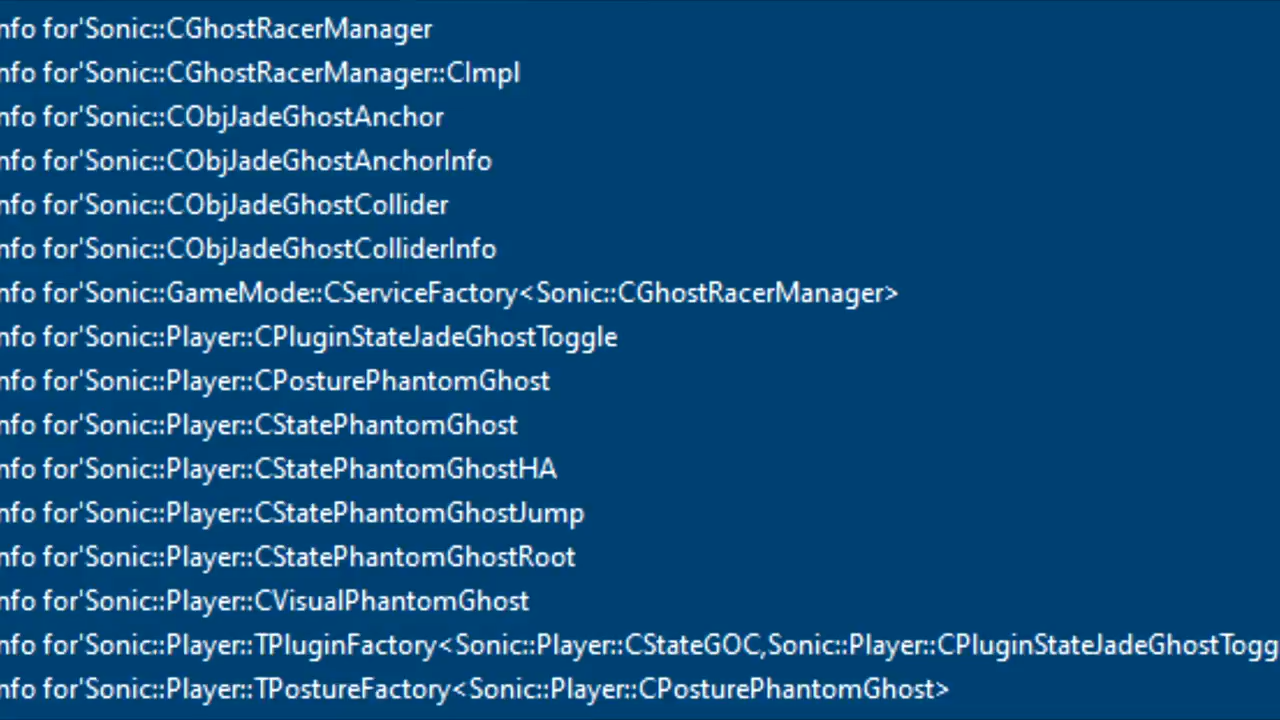 nfo for'Sonic::CGhostRacerManager
nfo for'Sonic::CGhostRacerManager::CImpl
nfo for'Sonic::CObjJadeGhostAnchor
nfo for'Sonic::CObjJadeGhostAnchorInfo
nfo for'Sonic::CObjJadeGhostCollider
nfo for'Sonic::CObjJadeGhostColliderInfo
nfo for'Sonic::GameMode::CServiceFactory<Sonic::CGhostRacerManager>
nfo for'Sonic::Player::CPluginStateJadeGhostToggle
nfo for'Sonic::Player::CPosturePhantomGhost
nfo for'Sonic::Player::CStatePhantomGhost
nfo for'Sonic::Player::CStatePhantomGhostHA
nfo for'Sonic::Player::CStatePhantomGhostJump
nfo for'Sonic::Player::CStatePhantomGhostRoot
nfo for'Sonic::Player::CVisualPhantomGhost
nfo for'Sonic::Player::TPluginFactory<Sonic::Player::CStateGOC,Sonic::Player::CPluginStateJadeGhostTogg
nfo for'Sonic::Player::TPostureFactory<Sonic::Player::CPosturePhantomGhost>